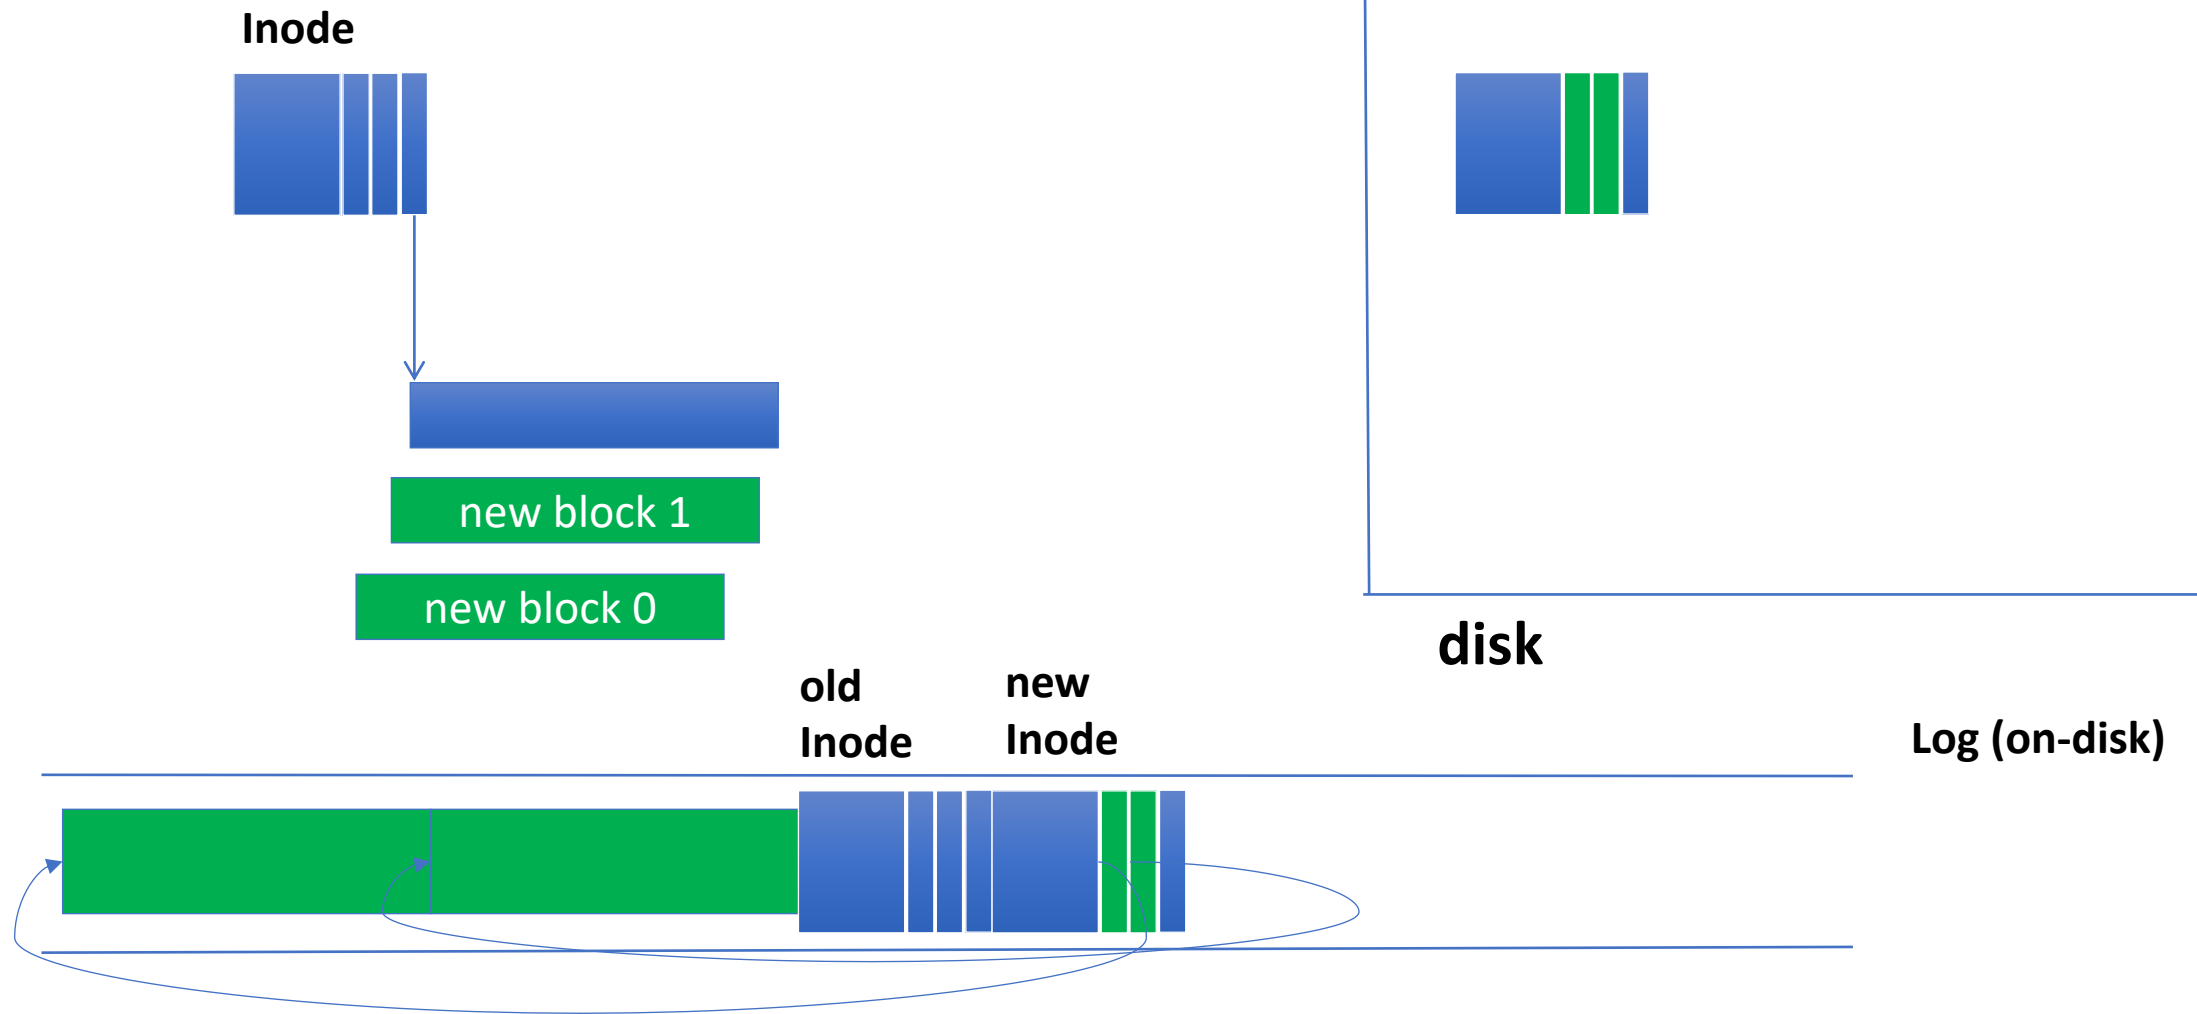 Inode
new block 1
new block 0
disk
old
Inode
new
Inode
Log (on-disk)